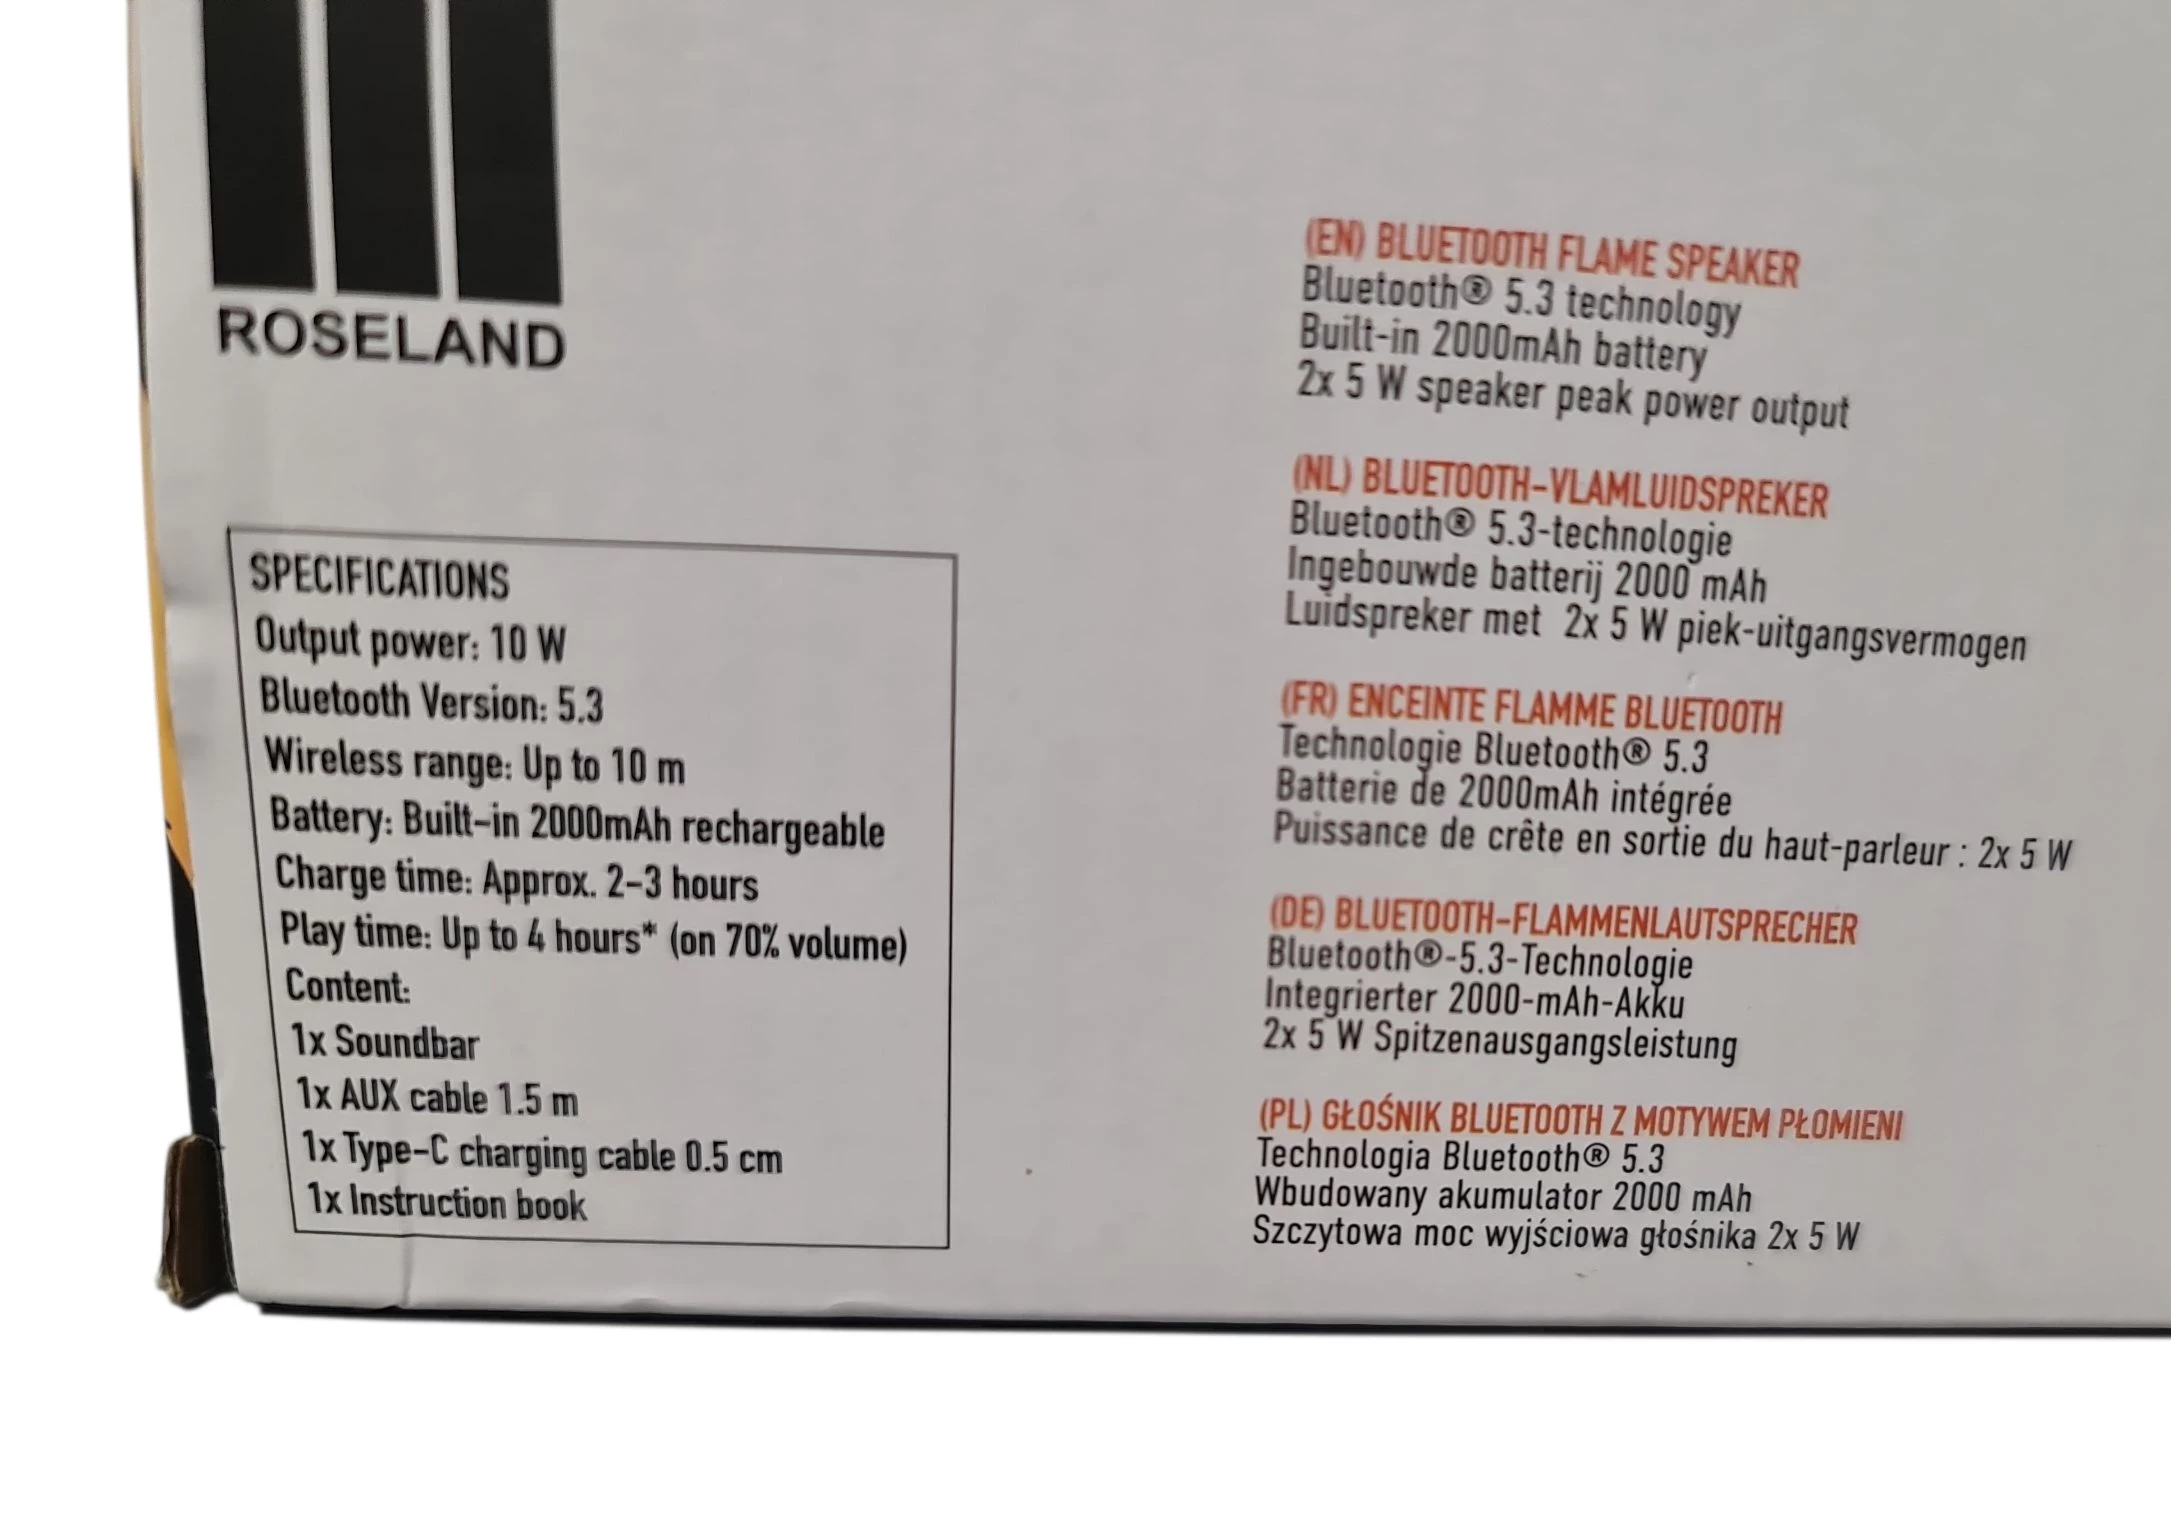 ROSELAND
SPECIFICATIONS
Output power: 10 W
Bluetooth Version: 5.3
Wireless range: Up to 10 m
Battery: Built-in 2000mAh rechargeable
Charge time: Approx. 2-3 hours
Play time: Up to 4 hours* (on 70% volume)
Content:
1x Soundbar
1x AUX cable 1.5 m
1x Type-C charging cable 0.5 cm
1x Instruction book
(EN) BLUETOOTH FLAME SPEAKER
Bluetooth® 5.3 technology
Built-in 2000mAh battery
2x 5 W speaker peak power output
(NL) BLUETOOTH-VLAMLUIDSPREKER
Bluetooth® 5.3-technologie
Ingebouwde batterij 2000 mAh
Luidspreker met 2x 5 W piek-uitgangsvermogen
(FR) ENCEINTE FLAMME BLUETOOTH
Technologie Bluetooth® 5.3
Batterie de 2000mAh intégrée
Puissance de crête en sortie du haut-parleur : 2x 5 W
(DE) BLUETOOTH-FLAMMENLAUTSPRECHER
Bluetooth®-5.3-Technologie
Integrierter 2000-mAh-Akku
2x 5 W Spitzenausgangsleistung
(PL) GŁOŚNIK BLUETOOTH Z MOTYWEM PŁOMIENI
Technologia Bluetooth® 5.3
Wbudowany akumulator 2000 mAh
Szczytowa moc wyjściowa głośnika 2x 5 W